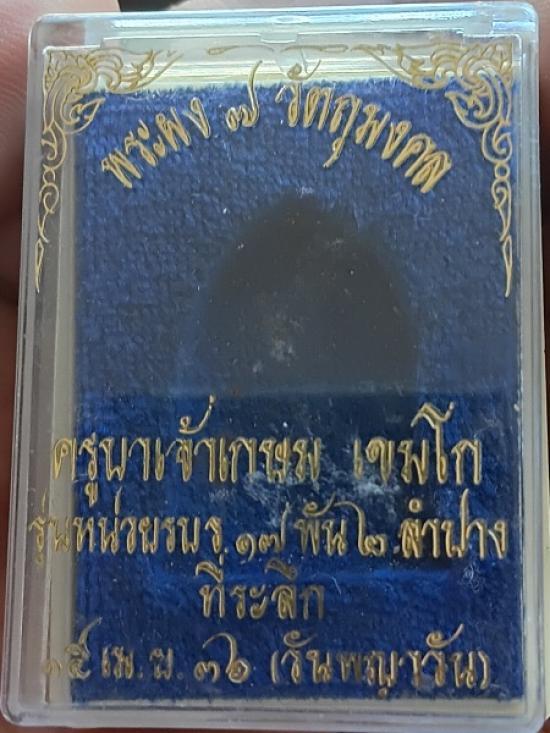 พระผง ๗ วัตถุมงคล
ครูบาเจ้าเกษม เขมโก
รุ่นหน่วยรบร.๑๗ พัน ๒ ลำปาง
ที่ระลึก
๑๕ เม.ย. ๓๖ (วันพญาวัน)